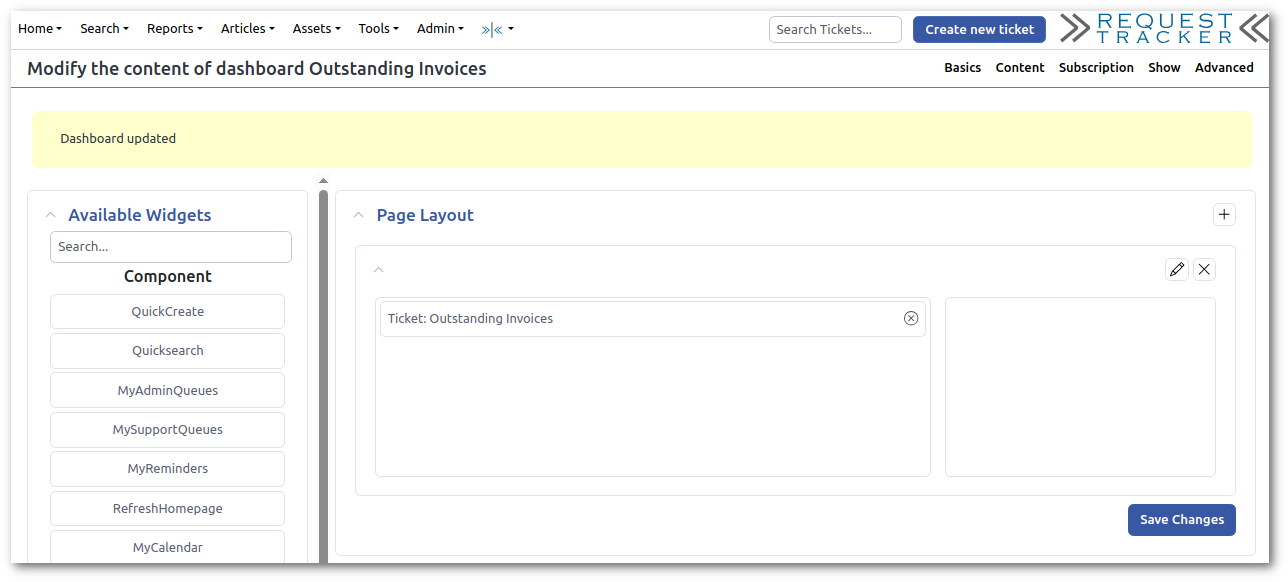 Home Search Reports Articles Assets Tools Admin Search Tickets... Create new ticket REQUEST TRACKER
Modify the content of dashboard Outstanding Invoices Basics Content Subscription Show Advanced
Dashboard updated
Available Widgets
Search...
Component
QuickCreate
Quicksearch
MyAdminQueues
MySupportQueues
MyReminders
RefreshHomepage
MyCalendar
Page Layout
Ticket: Outstanding Invoices
Save Changes